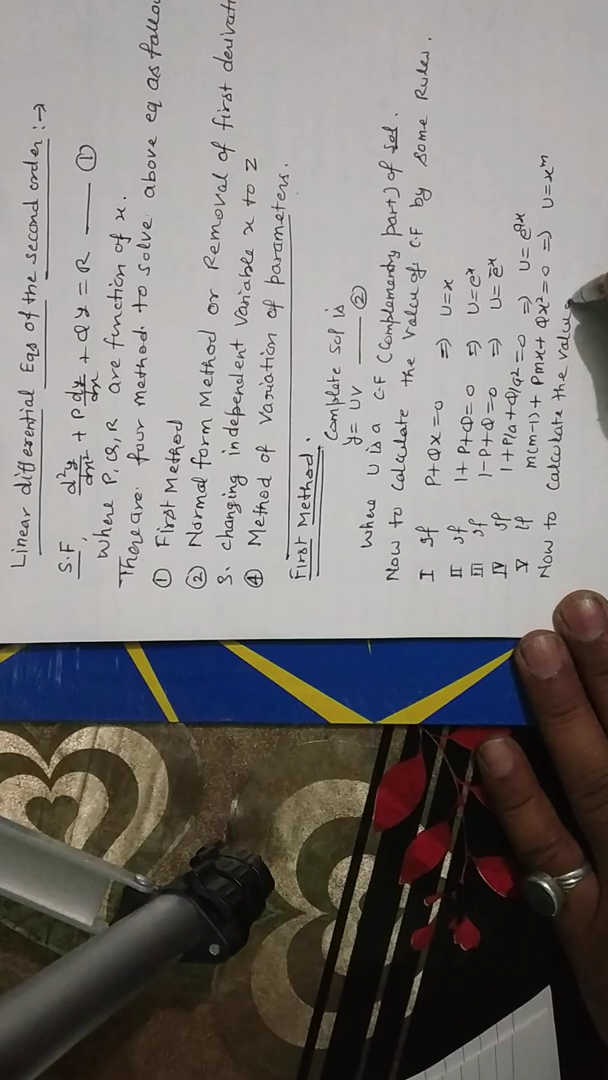 Linear differential Eqs of the second order :→
S.F, d²y/dx² + P dy/dx + Qy = R —— ①
where P, Q, R are function of x.
There are four method to solve above eq as follo
① First Method
② Normal form Method or Removal of first derivati
3. changing independent Variable x to z
④ Method of Variation of parameters.
First Method.
Complete sol is
y = UV —— ②
where U is a C.F (Complementry part) of sol.
Now to Calculate the value of C.F by some Rules.
I If P+Qx=0 ⇒ U=x
II If 1+P+Q=0 ⇒ U=eˣ
III If 1-P+Q=0 ⇒ U=e⁻ˣ
IV If 1+P/a+Q/a²=0 ⇒ U=eᵃˣ
V If m(m-1)+Pmx+Qx²=0 ⇒ U=xᵐ
Now to Calculate the value